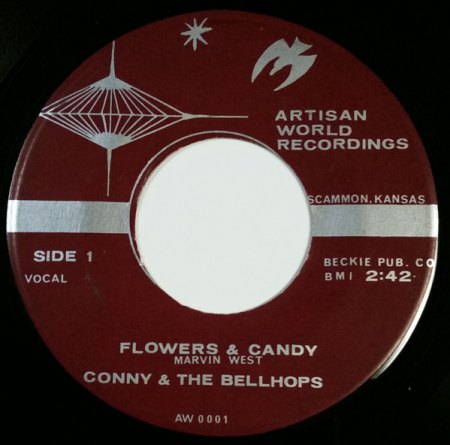 ARTISAN
WORLD
RECORDINGS
SCAMMON, KANSAS
SIDE 1
VOCAL
BECKIE PUB. CO
BMI 2:42
FLOWERS & CANDY
MARVIN WEST
CONNY & THE BELLHOPS
AW 0001